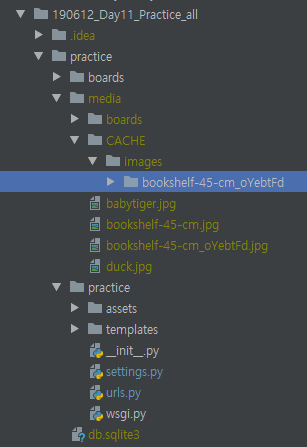 190612_Day11_Practice_all
.idea
practice
boards
media
boards
CACHE
images
bookshelf-45-cm_oYebtFd
babytiger.jpg
bookshelf-45-cm.jpg
bookshelf-45-cm_oYebtFd.jpg
duck.jpg
practice
assets
templates
__init__.py
settings.py
urls.py
wsgi.py
db.sqlite3